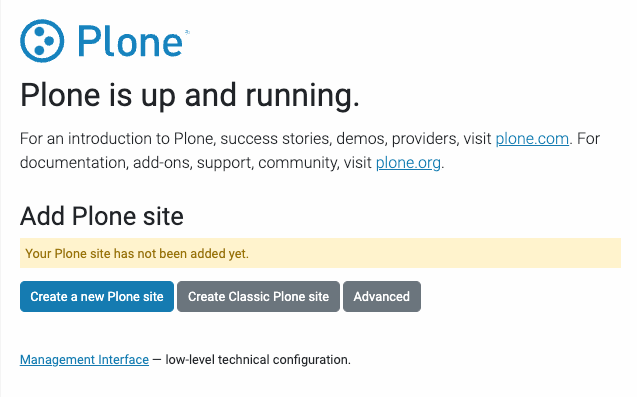 Plone
Plone is up and running.
For an introduction to Plone, success stories, demos, providers, visit plone.com. For
documentation, add-ons, support, community, visit plone.org.
Add Plone site
Your Plone site has not been added yet.
Create a new Plone site Create Classic Plone site Advanced
Management Interface — low-level technical configuration.